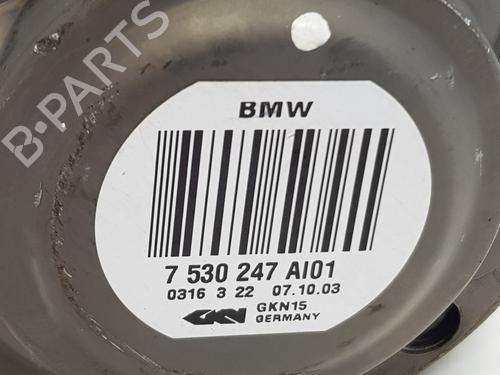 B-PARTS
BMW
7 530 247 AI01
0316 3 22 07.10.03
GKN GKN15
GERMANY